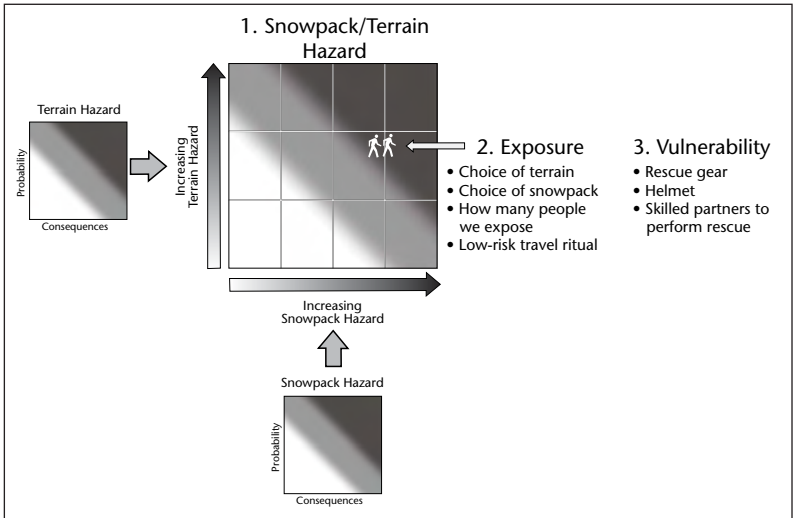 1. Snowpack/Terrain
Hazard
Terrain Hazard
Probability
Consequences
Increasing
Terrain Hazard
2. Exposure
• Choice of terrain
• Choice of snowpack
• How many people
we expose
• Low-risk travel ritual
3. Vulnerability
• Rescue gear
• Helmet
• Skilled partners to
perform rescue
Increasing
Snowpack Hazard
Snowpack Hazard
Probability
Consequences